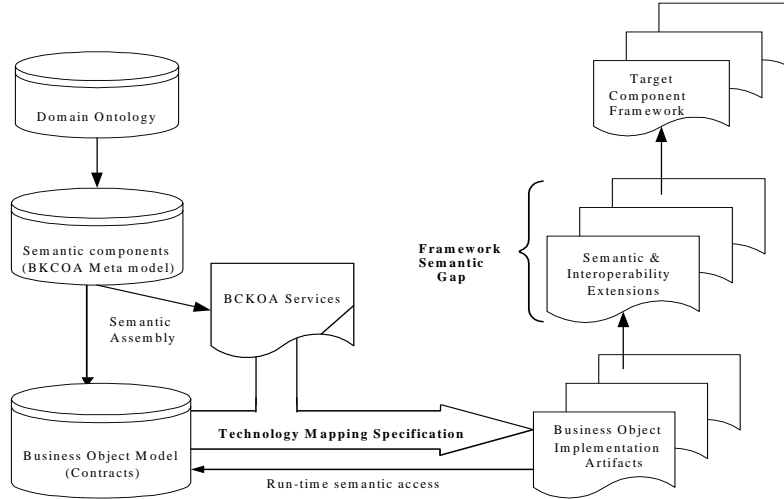 Domain Ontology
Semantic components
(BKCOA Meta model)
Semantic
Assembly
BCKOA Services
Business Object Model
(Contracts)
Technology Mapping Specification
Run-time semantic access
Target
Component
Framework
Framework
Semantic
Gap
Semantic &
Interoperability
Extensions
Business Object
Implementation
Artifacts